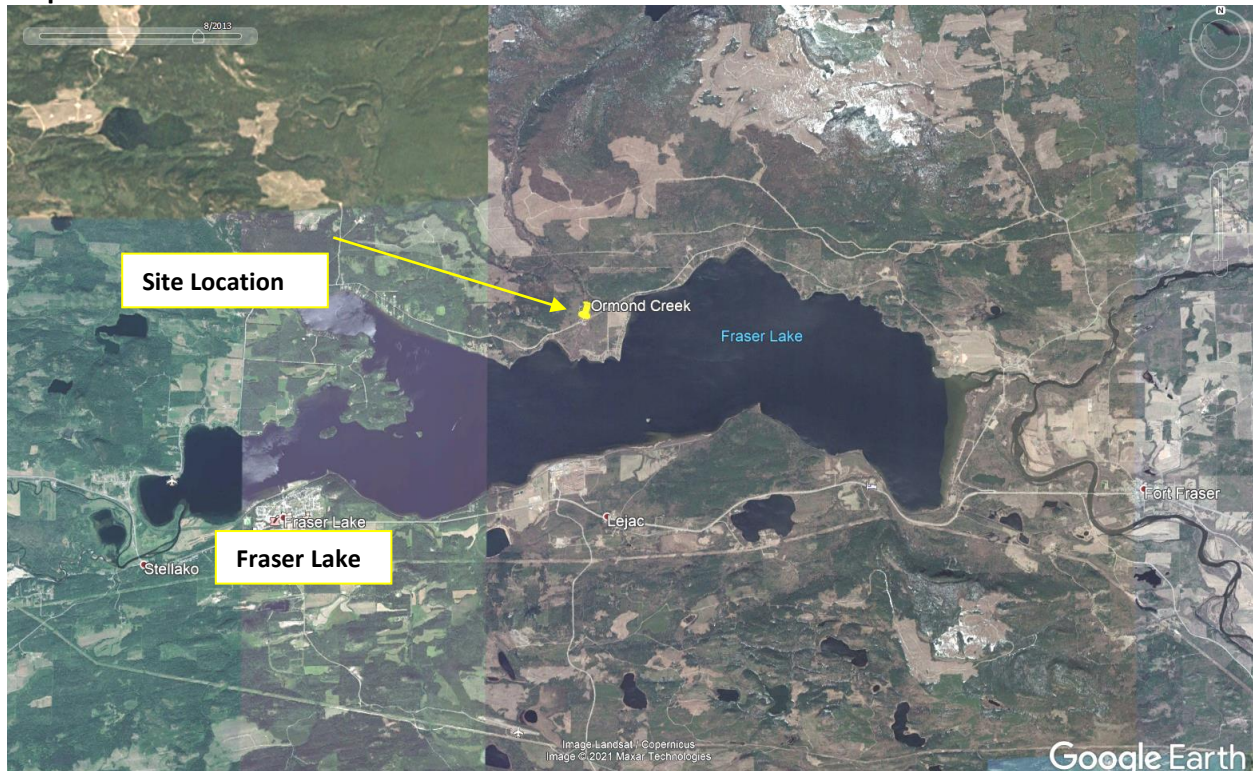 8/2013
N
Site Location
Ormond Creek
Fraser Lake
Fort Fraser
Fraser Lake
Lejac
Fraser Lake
Stellako
Image Landsat / Copernicus
Image © 2021 Maxar Technologies
Google Earth